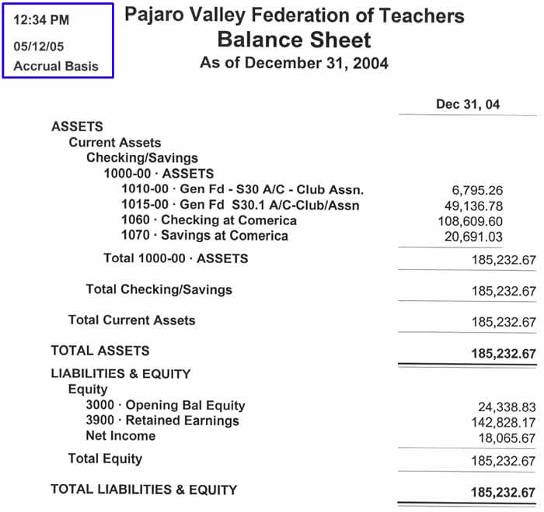 12:34 PM
05/12/05
Accrual Basis
Pajaro Valley Federation of Teachers
Balance Sheet
As of December 31, 2004
Dec 31, 04
ASSETS
Current Assets
Checking/Savings
1000-00 · ASSETS
1010-00 · Gen Fd - S30 A/C - Club Assn. 6,795.26
1015-00 · Gen Fd S30.1 A/C-Club/Assn 49,136.78
1060 · Checking at Comerica 108,609.60
1070 · Savings at Comerica 20,691.03
Total 1000-00 · ASSETS 185,232.67
Total Checking/Savings 185,232.67
Total Current Assets 185,232.67
TOTAL ASSETS 185,232.67
LIABILITIES & EQUITY
Equity
3000 · Opening Bal Equity 24,338.83
3900 · Retained Earnings 142,828.17
Net Income 18,065.67
Total Equity 185,232.67
TOTAL LIABILITIES & EQUITY 185,232.67